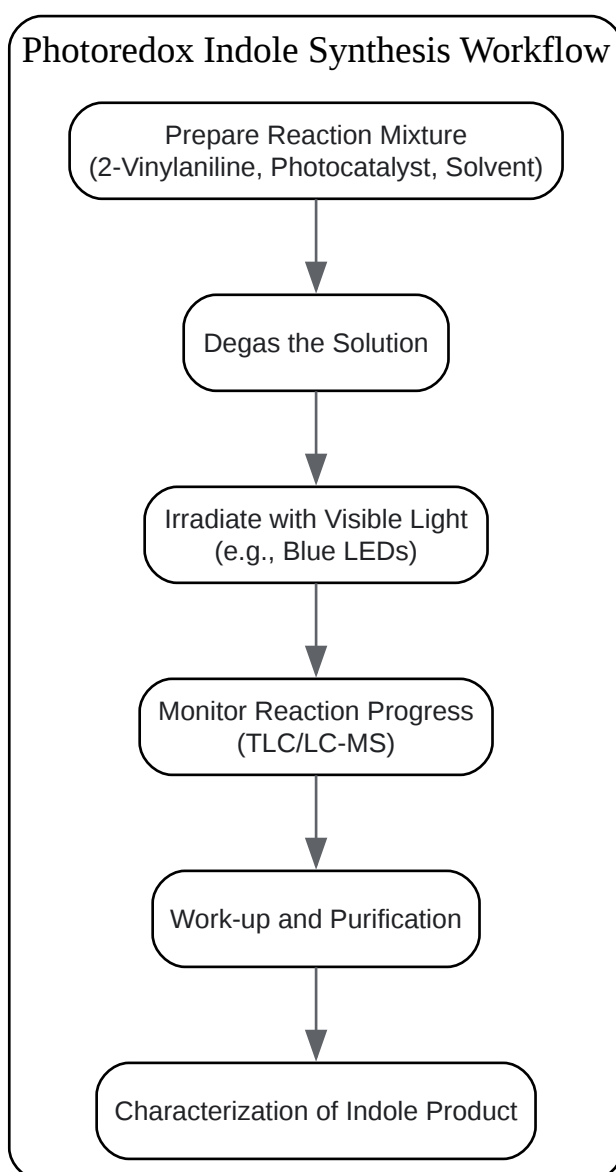 Photoredox Indole Synthesis Workflow
Prepare Reaction Mixture
(2-Vinylaniline, Photocatalyst, Solvent)
Degas the Solution
Irradiate with Visible Light
(e.g., Blue LEDs)
Monitor Reaction Progress
(TLC/LC-MS)
Work-up and Purification
Characterization of Indole Product